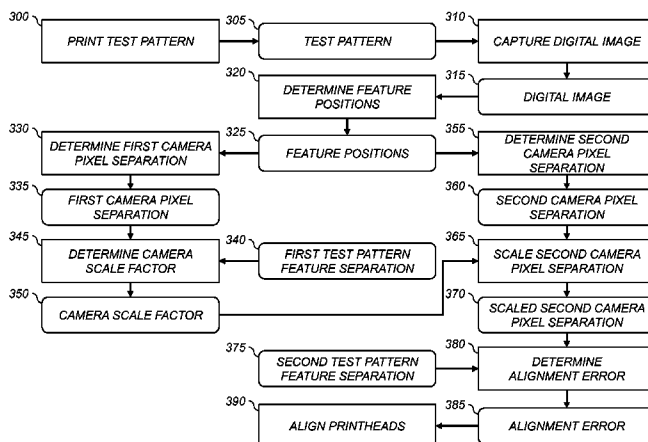 300
PRINT TEST PATTERN
305
TEST PATTERN
310
CAPTURE DIGITAL IMAGE
315
DIGITAL IMAGE
320
DETERMINE FEATURE
POSITIONS
325
FEATURE POSITIONS
330
DETERMINE FIRST CAMERA
PIXEL SEPARATION
335
FIRST CAMERA PIXEL
SEPARATION
340
FIRST TEST PATTERN
FEATURE SEPARATION
345
DETERMINE CAMERA
SCALE FACTOR
350
CAMERA SCALE FACTOR
355
DETERMINE SECOND
CAMERA PIXEL
SEPARATION
360
SECOND CAMERA PIXEL
SEPARATION
365
SCALE SECOND CAMERA
PIXEL SEPARATION
370
SCALED SECOND CAMERA
PIXEL SEPARATION
375
SECOND TEST PATTERN
FEATURE SEPARATION
380
DETERMINE
ALIGNMENT ERROR
385
ALIGNMENT ERROR
390
ALIGN PRINTHEADS